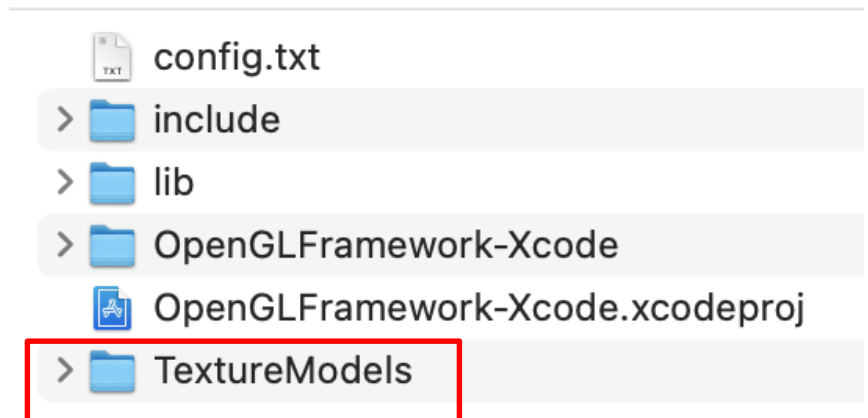 TXT
config.txt
include
lib
OpenGLFramework-Xcode
OpenGLFramework-Xcode.xcodeproj
TextureModels